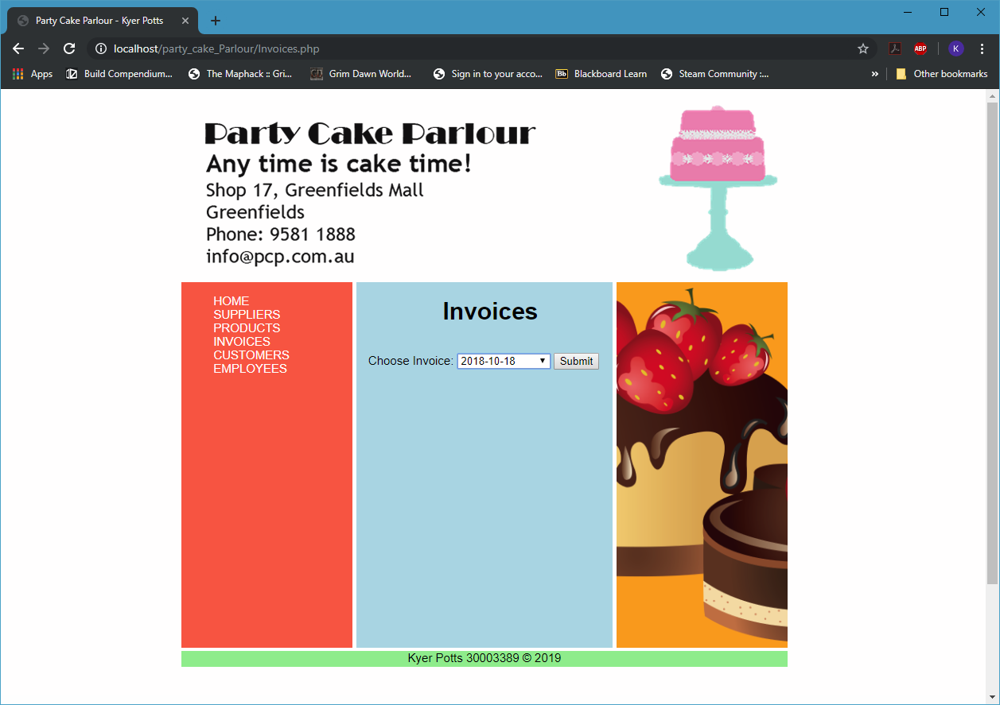 Party Cake Parlour - Kyer Potts
localhost/party_cake_Parlour/Invoices.php
ABP
K
Apps
Build Compendium...
The Maphack :: Gri...
Grim Dawn World...
Sign in to your acco...
Bb
Blackboard Learn
Steam Community :...
»
Other bookmarks
Party Cake Parlour
Any time is cake time!
Shop 17, Greenfields Mall
Greenfields
Phone: 9581 1888
info@pcp.com.au
HOME
SUPPLIERS
PRODUCTS
INVOICES
CUSTOMERS
EMPLOYEES
Invoices
Choose Invoice: 2018-10-18 Submit
Kyer Potts 30003389 © 2019